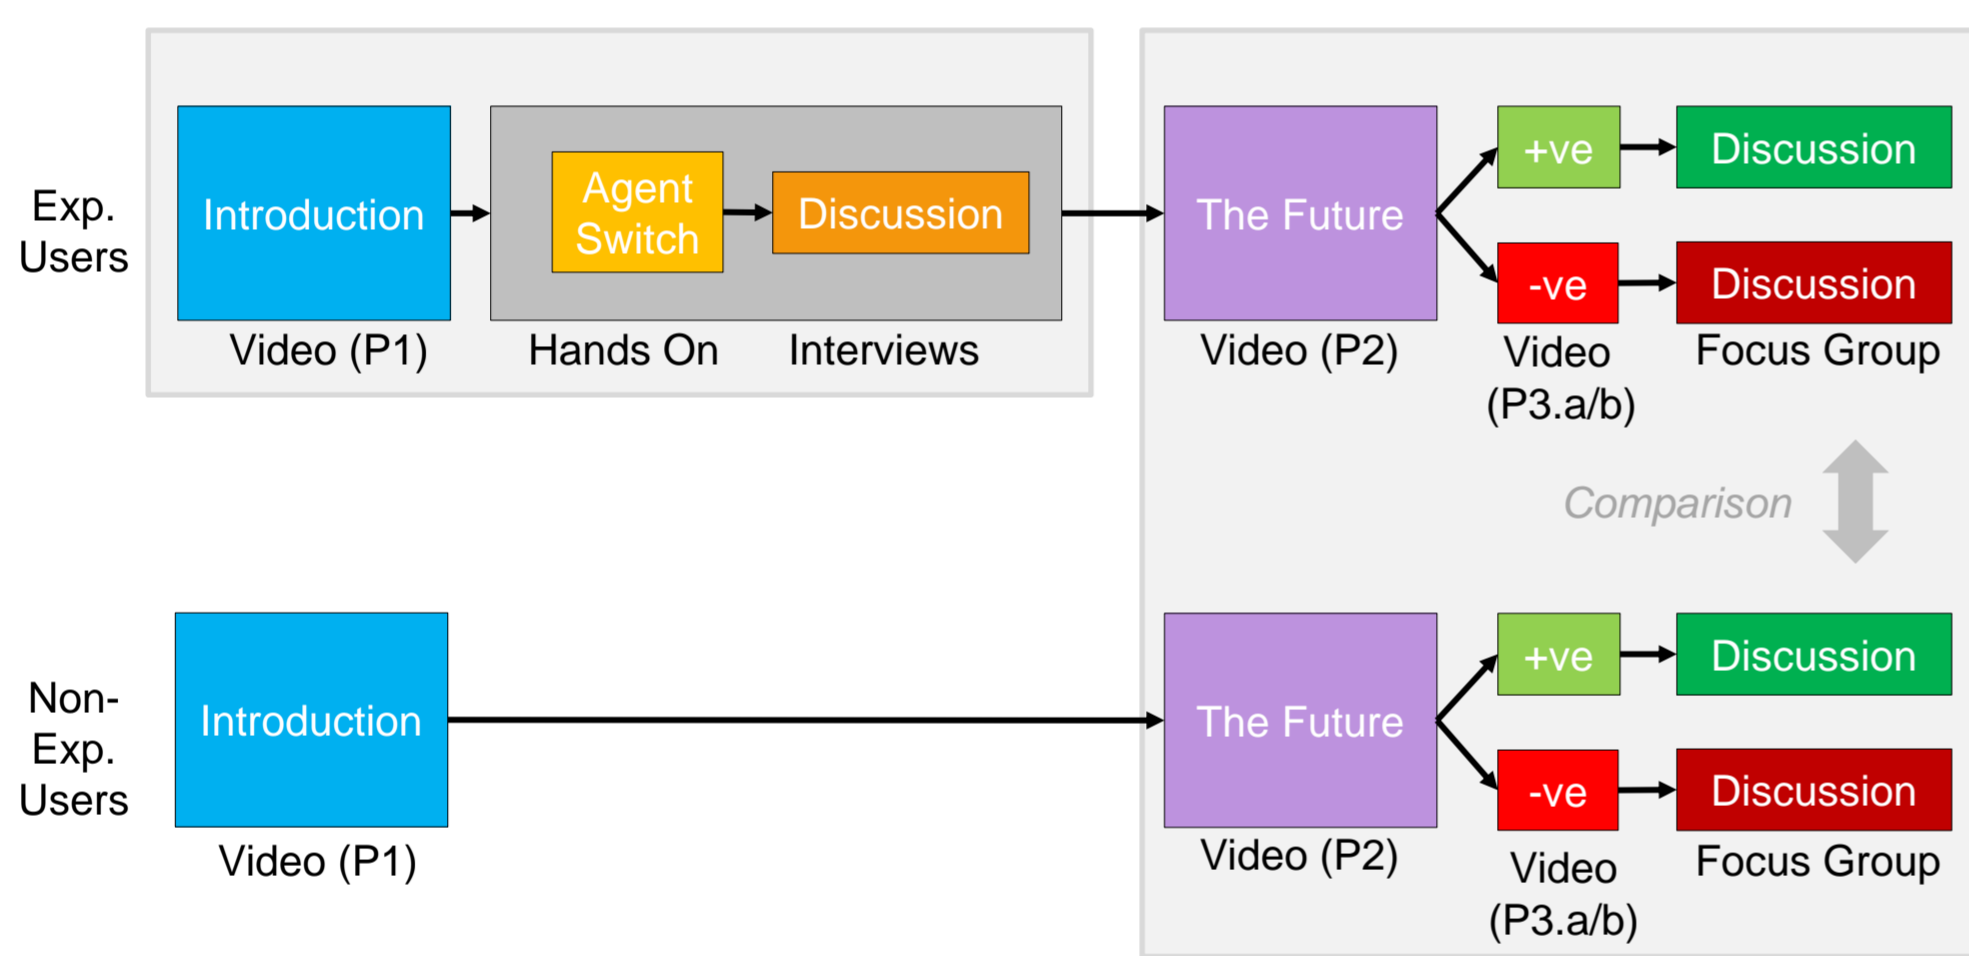 Exp.
Users
Introduction
Video (P1)
Agent
Switch
Hands On
Discussion
Interviews
The Future
Video (P2)
+ve
-ve
Video
(P3.a/b)
Discussion
Discussion
Focus Group
Comparison
Non-
Exp.
Users
Introduction
Video (P1)
The Future
Video (P2)
+ve
-ve
Video
(P3.a/b)
Discussion
Discussion
Focus Group